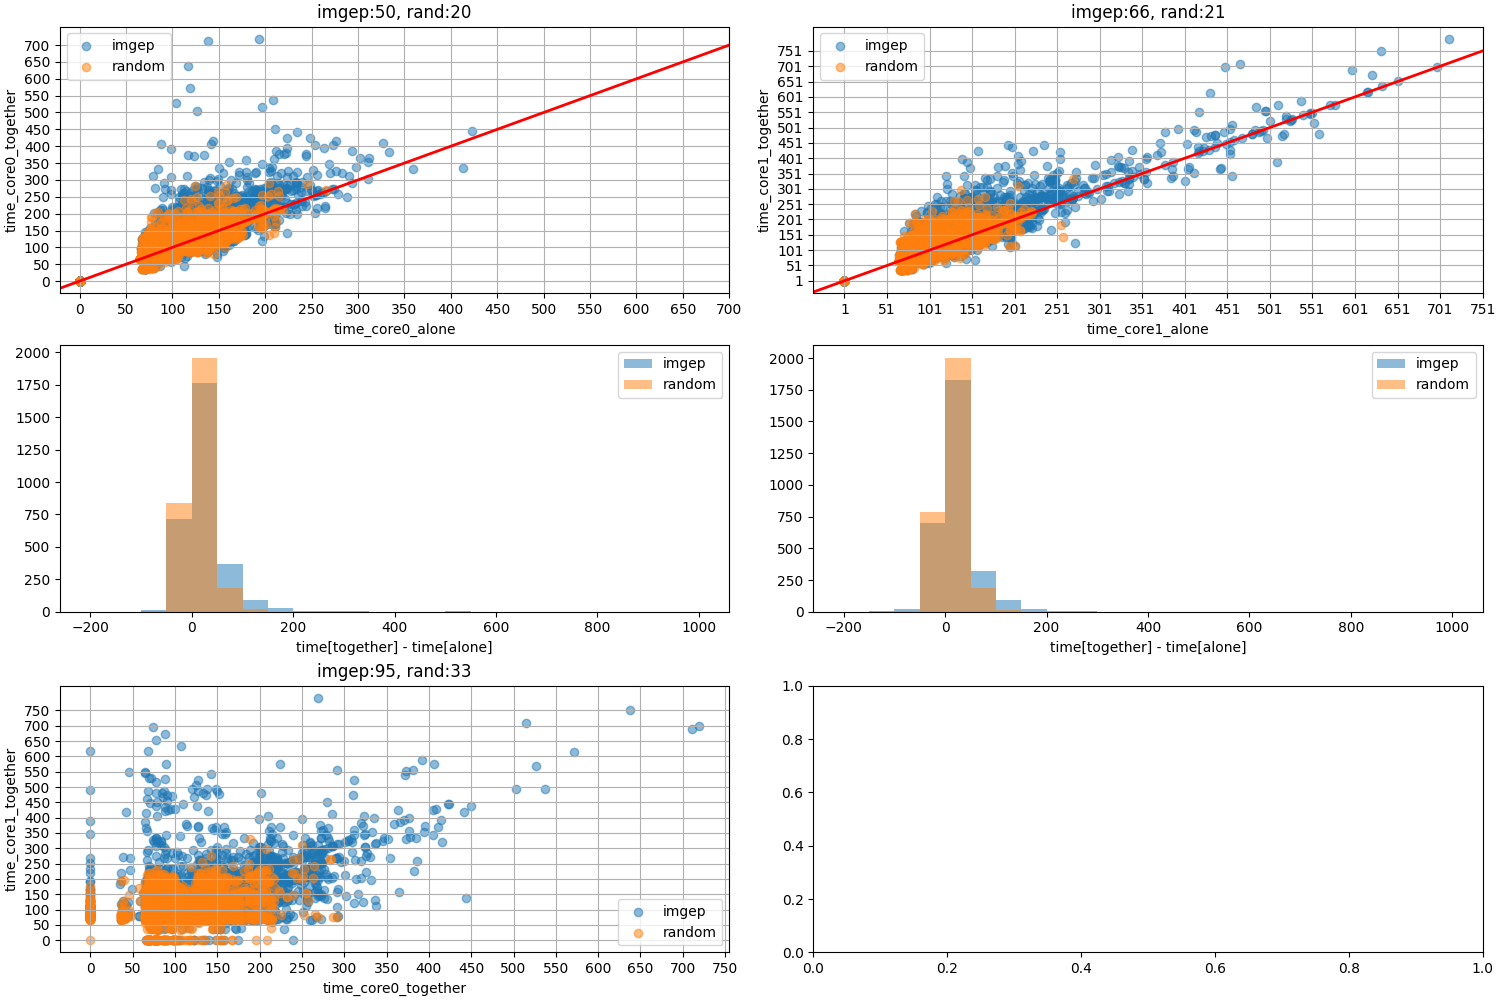 imgep:50, rand:20
time_core0_together
700
650
600
550
500
450
400
350
300
250
200
150
100
50
0
imgep
random
0 50 100 150 200 250 300 350 400 450 500 550 600 650 700
time_core0_alone
imgep:66, rand:21
time_core1_together
751
701
651
601
551
501
451
401
351
301
251
201
151
101
51
1
imgep
random
1 51 101 151 201 251 301 351 401 451 501 551 601 651 701 751
time_core1_alone
2000
1750
1500
1250
1000
750
500
250
0
imgep
random
−200 0 200 400 600 800 1000
time[together] - time[alone]
2000
1750
1500
1250
1000
750
500
250
0
imgep
random
−200 0 200 400 600 800 1000
time[together] - time[alone]
imgep:95, rand:33
time_core1_together
750
700
650
600
550
500
450
400
350
300
250
200
150
100
50
0
imgep
random
0 50 100 150 200 250 300 350 400 450 500 550 600 650 700 750
time_core0_together
1.0
0.8
0.6
0.4
0.2
0.0
0.0 0.2 0.4 0.6 0.8 1.0